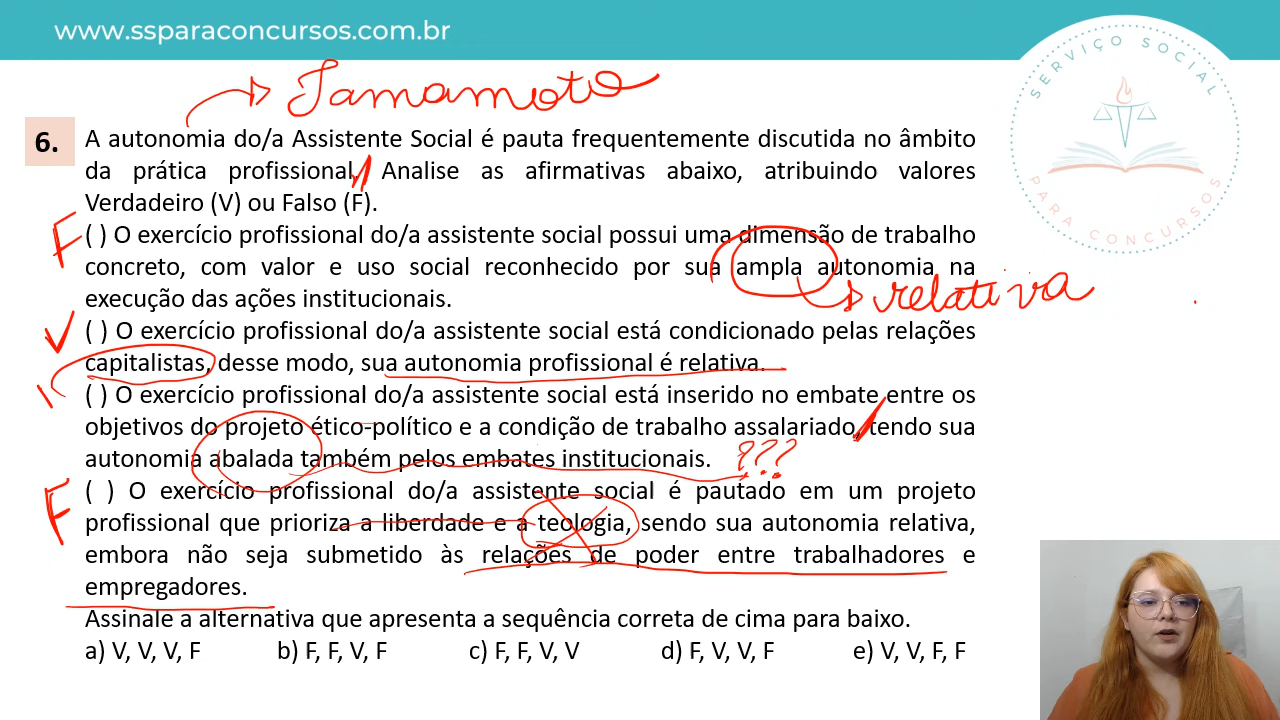 www.ssparaconcursos.com.br
SERVIÇO SOCIAL
PARA CONCURSOS
Iamamoto
6. A autonomia do/a Assistente Social é pauta frequentemente discutida no âmbito
da prática profissional. Analise as afirmativas abaixo, atribuindo valores
Verdadeiro (V) ou Falso (F).
F ( ) O exercício profissional do/a assistente social possui uma dimensão de trabalho
concreto, com valor e uso social reconhecido por sua ampla autonomia na
relativa
execução das ações institucionais.
V ( ) O exercício profissional do/a assistente social está condicionado pelas relações
capitalistas, desse modo, sua autonomia profissional é relativa.
( ) O exercício profissional do/a assistente social está inserido no embate entre os
objetivos do projeto ético-político e a condição de trabalho assalariado, tendo sua
autonomia abalada também pelos embates institucionais. ???
F ( ) O exercício profissional do/a assistente social é pautado em um projeto
profissional que prioriza a liberdade e a teologia, sendo sua autonomia relativa,
embora não seja submetido às relações de poder entre trabalhadores e
empregadores.
Assinale a alternativa que apresenta a sequência correta de cima para baixo.
a) V, V, V, F b) F, F, V, F c) F, F, V, V d) F, V, V, F e) V, V, F, F